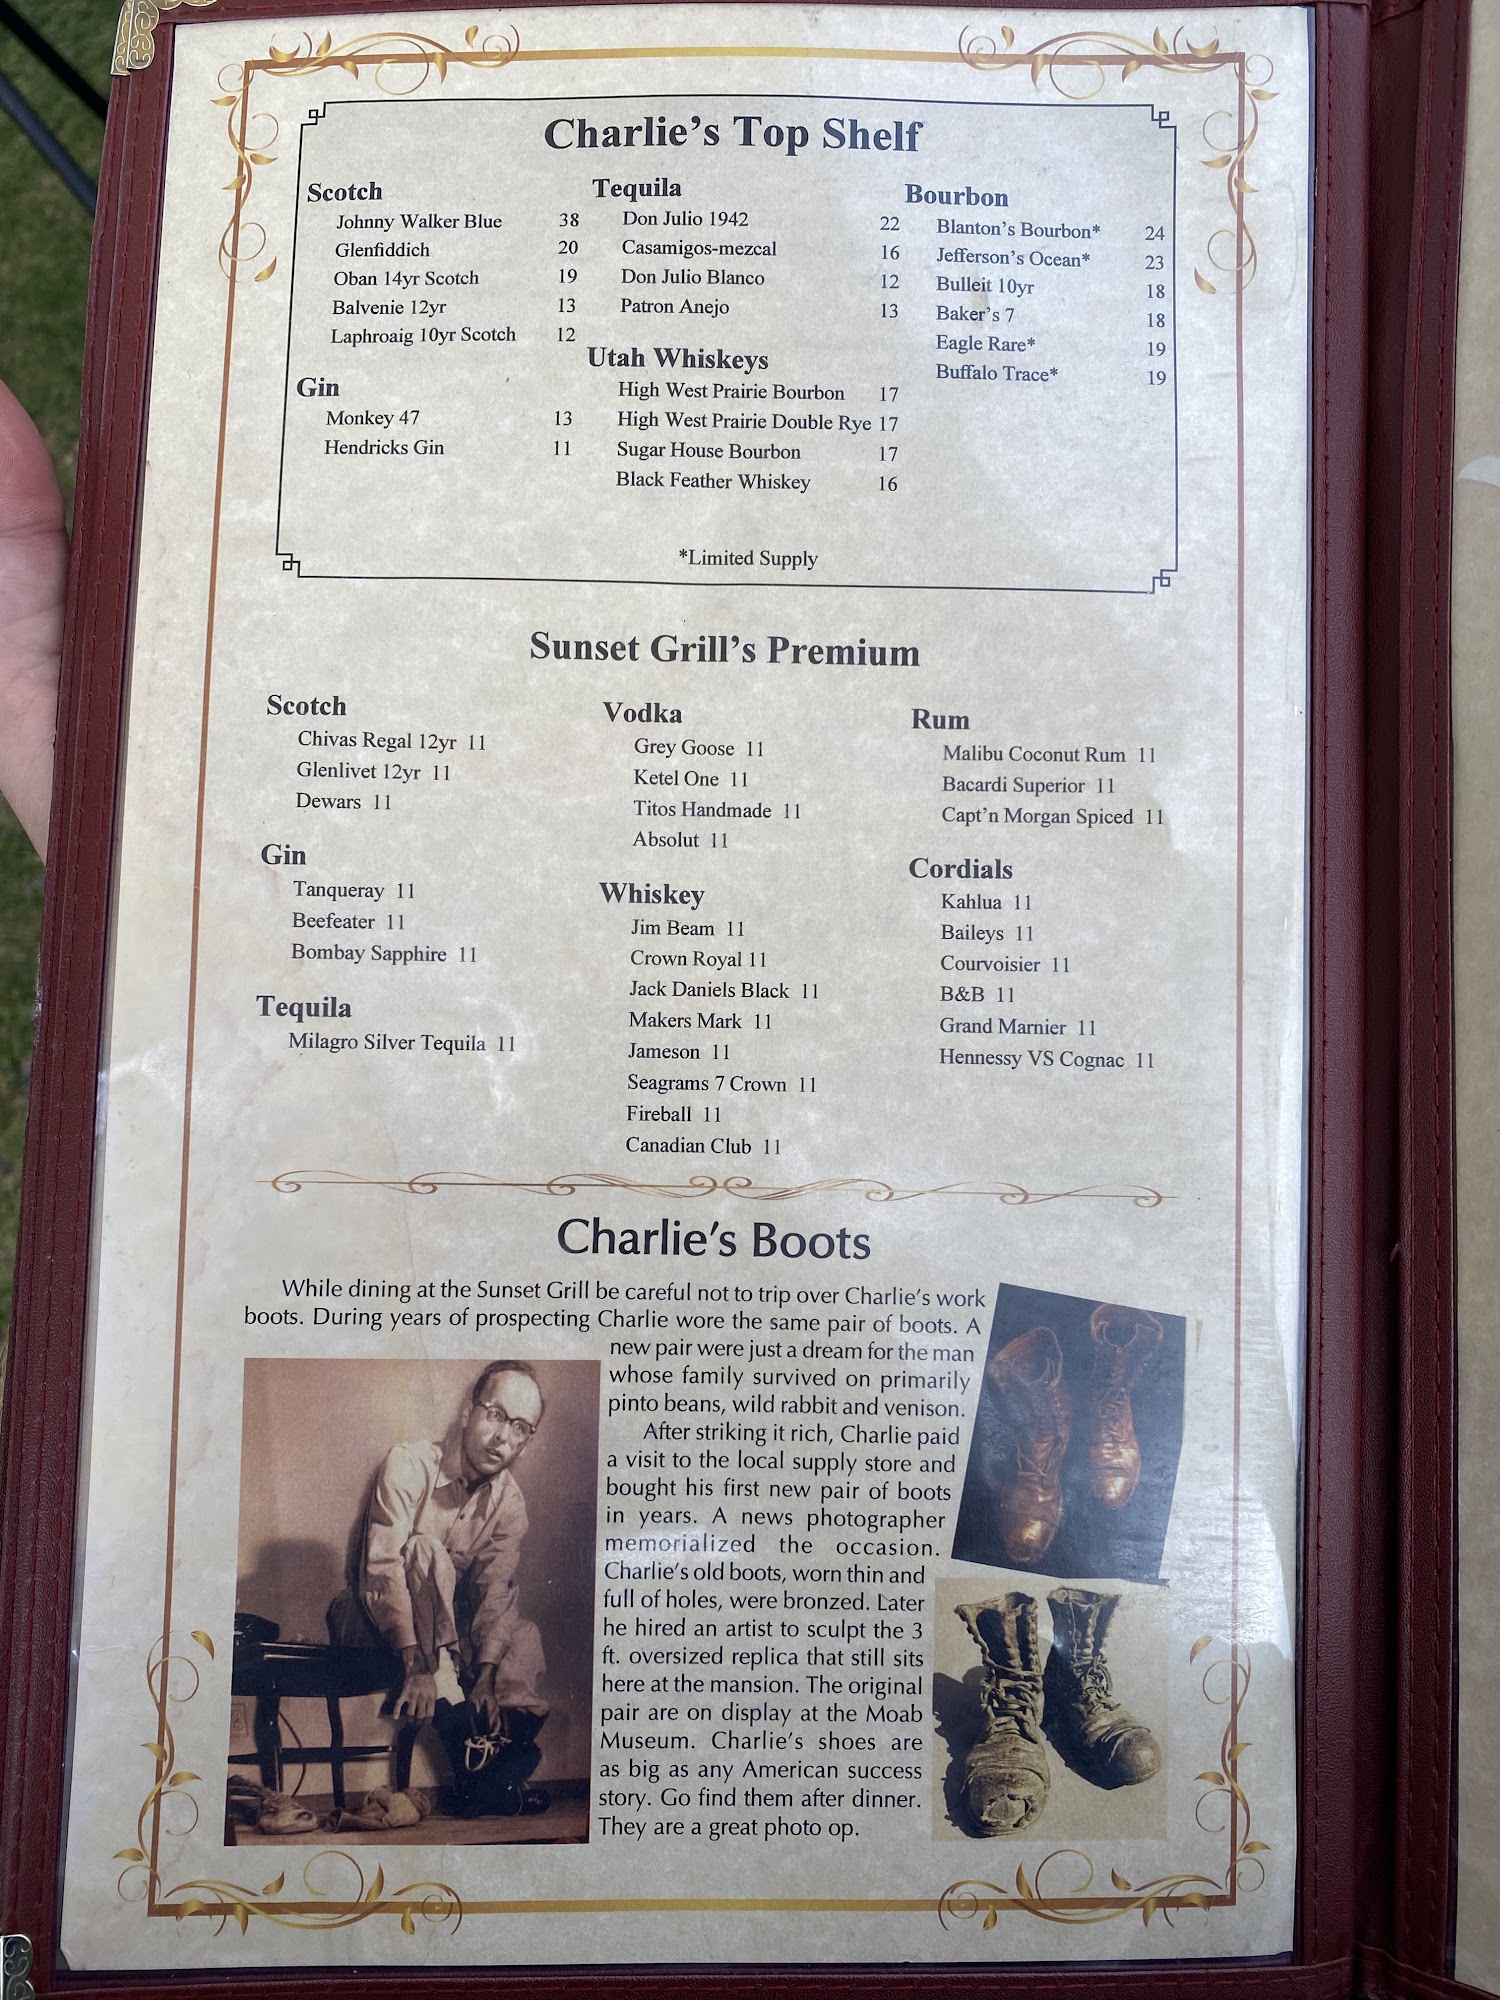 Charlie's Top Shelf
Scotch
Johnny Walker Blue 38
Glenfiddich 20
Oban 14yr Scotch 19
Balvenie 12yr 13
Laphroaig 10yr Scotch 12
Gin
Monkey 47 13
Hendricks Gin 11
Tequila
Don Julio 1942 22
Casamigos-mezcal 16
Don Julio Blanco 12
Patron Anejo 13
Utah Whiskeys
High West Prairie Bourbon 17
High West Prairie Double Rye 17
Sugar House Bourbon 17
Black Feather Whiskey 16
Bourbon
Blanton's Bourbon* 24
Jefferson's Ocean* 23
Bulleit 10yr 18
Baker's 7 18
Eagle Rare* 19
Buffalo Trace* 19
*Limited Supply
Sunset Grill's Premium
Scotch
Chivas Regal 12yr 11
Glenlivet 12yr 11
Dewars 11
Gin
Tanqueray 11
Beefeater 11
Bombay Sapphire 11
Tequila
Milagro Silver Tequila 11
Vodka
Grey Goose 11
Ketel One 11
Titos Handmade 11
Absolut 11
Whiskey
Jim Beam 11
Crown Royal 11
Jack Daniels Black 11
Makers Mark 11
Jameson 11
Seagrams 7 Crown 11
Fireball 11
Canadian Club 11
Rum
Malibu Coconut Rum 11
Bacardi Superior 11
Capt'n Morgan Spiced 11
Cordials
Kahlua 11
Baileys 11
Courvoisier 11
B&B 11
Grand Marnier 11
Hennessy VS Cognac 11
Charlie's Boots
While dining at the Sunset Grill be careful not to trip over Charlie's work
boots. During years of prospecting Charlie wore the same pair of boots. A
new pair were just a dream for the man
whose family survived on primarily
pinto beans, wild rabbit and venison.
After striking it rich, Charlie paid
a visit to the local supply store and
bought his first new pair of boots
in years. A news photographer
memorialized the occasion.
Charlie's old boots, worn thin and
full of holes, were bronzed. Later
he hired an artist to sculpt the 3
ft. oversized replica that still sits
here at the mansion. The original
pair are on display at the Moab
Museum. Charlie's shoes are
as big as any American success
story. Go find them after dinner.
They are a great photo op.